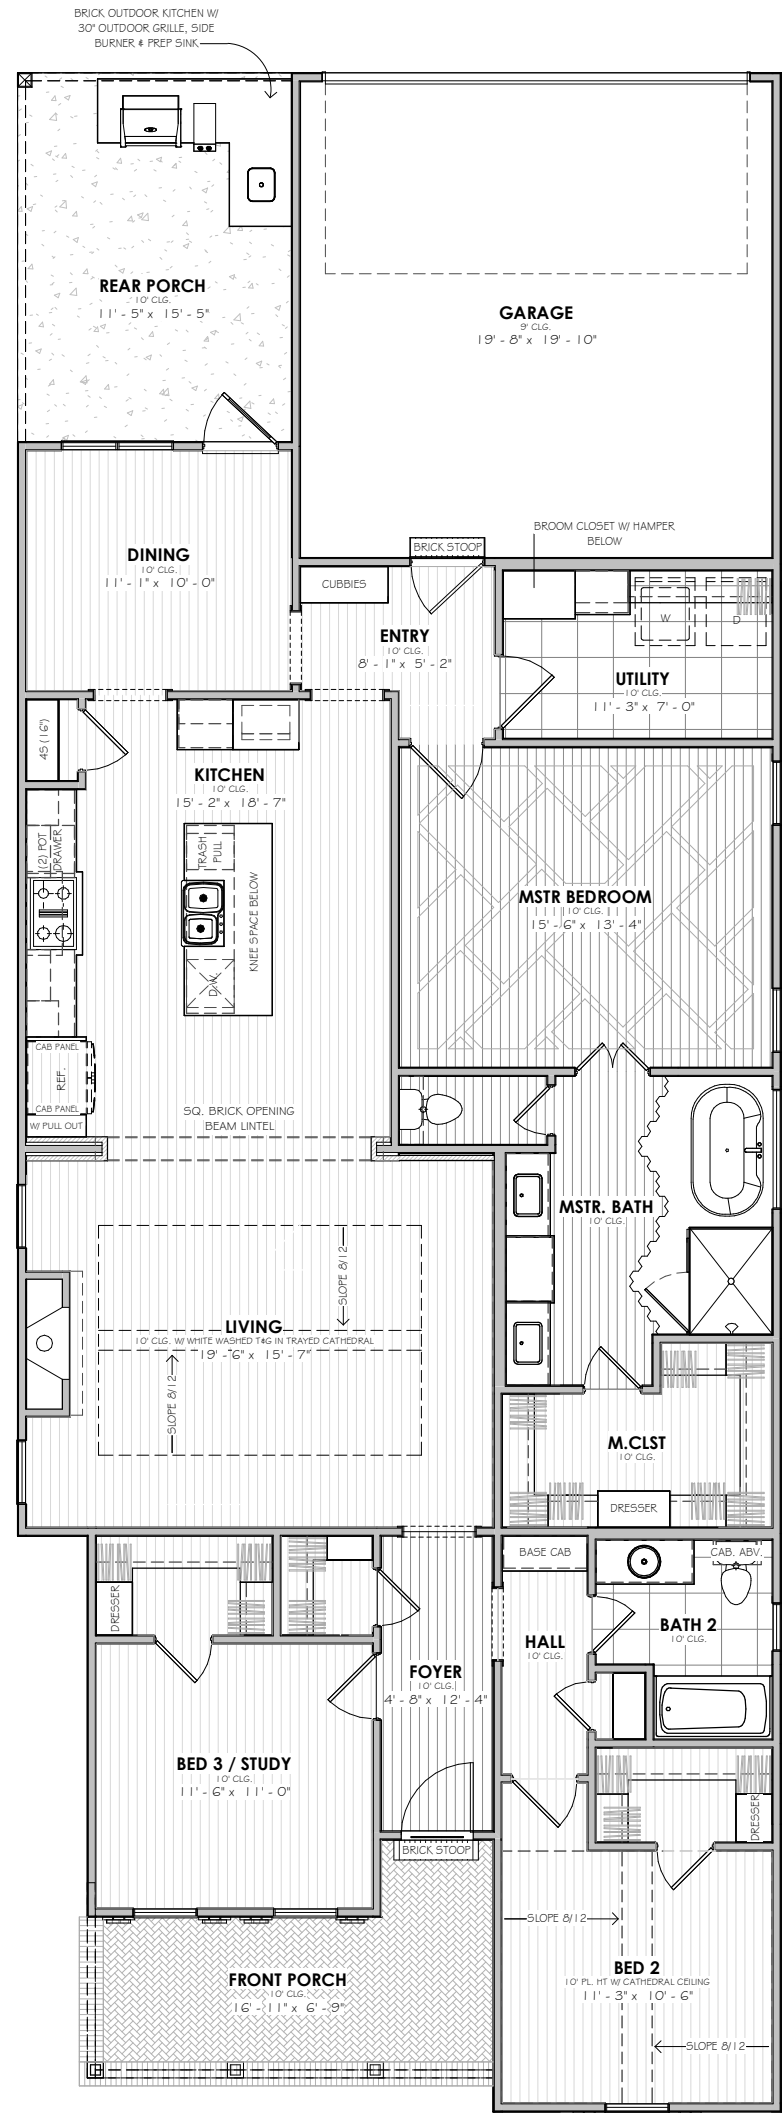 BRICK OUTDOOR KITCHEN W/
30" OUTDOOR GRILLE, SIDE
BURNER & PREP SINK
REAR PORCH
10' CLG.
11' - 5" x 15' - 5"
GARAGE
9' CLG.
19' - 8" x 19' - 10"
BROOM CLOSET W/ HAMPER
BELOW
BRICK STOOP
DINING
10' CLG.
11' - 1" x 10' - 0"
CUBBIES
ENTRY
10' CLG.
8' - 1" x 5' - 2"
W
D
UTILITY
10' CLG.
11' - 3" x 7' - 0"
4S (16")
KITCHEN
10' CLG.
15' - 2" x 18' - 7"
(2) POT
DRAWER
TRASH
PULL
KNEE SPACE BELOW
D.W.
MSTR BEDROOM
10' CLG.
15' - 6" x 13' - 4"
CAB PANEL
REF.
CAB PANEL
W/ PULL OUT
SQ. BRICK OPENING
BEAM LINTEL
MSTR. BATH
10' CLG.
SLOPE 8/12
LIVING
10' CLG. W/ WHITE WASHED T&G IN TRAYED CATHEDRAL
19' - 6" x 15' - 7"
SLOPE 8/12
M.CLST
10' CLG.
DRESSER
BASE CAB
CAB. ABV.
DRESSER
BATH 2
10' CLG.
HALL
10' CLG.
FOYER
10' CLG.
4' - 8" x 12' - 4"
BED 3 / STUDY
10' CLG.
11' - 6" x 11' - 0"
DRESSER
BRICK STOOP
SLOPE 8/12
BED 2
10' PL. HT W/ CATHEDRAL CEILING
11' - 3" x 10' - 6"
FRONT PORCH
10' CLG.
16' - 11" x 6' - 9"
SLOPE 8/12